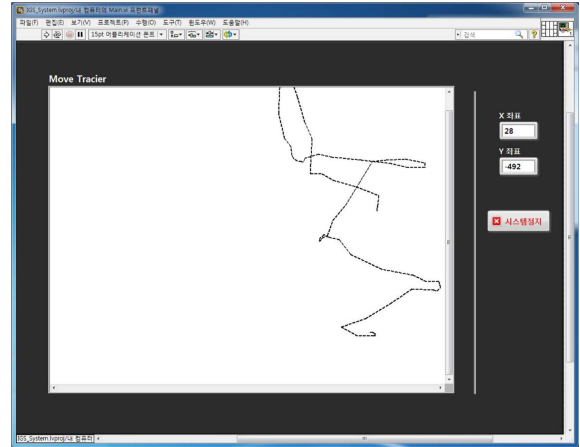 IGS_System.lvproj/내 컴퓨터의 Main.vi 프런트패널
파일(F) 편집(E) 보기(V) 프로젝트(P) 수행(O) 도구(T) 윈도우(W) 도움말(H)
15pt 어플리케이션 폰트
검색
Move Tracier
X 좌표
28
Y 좌표
-492
시스템정지
IGS_System.lvproj/내 컴퓨터